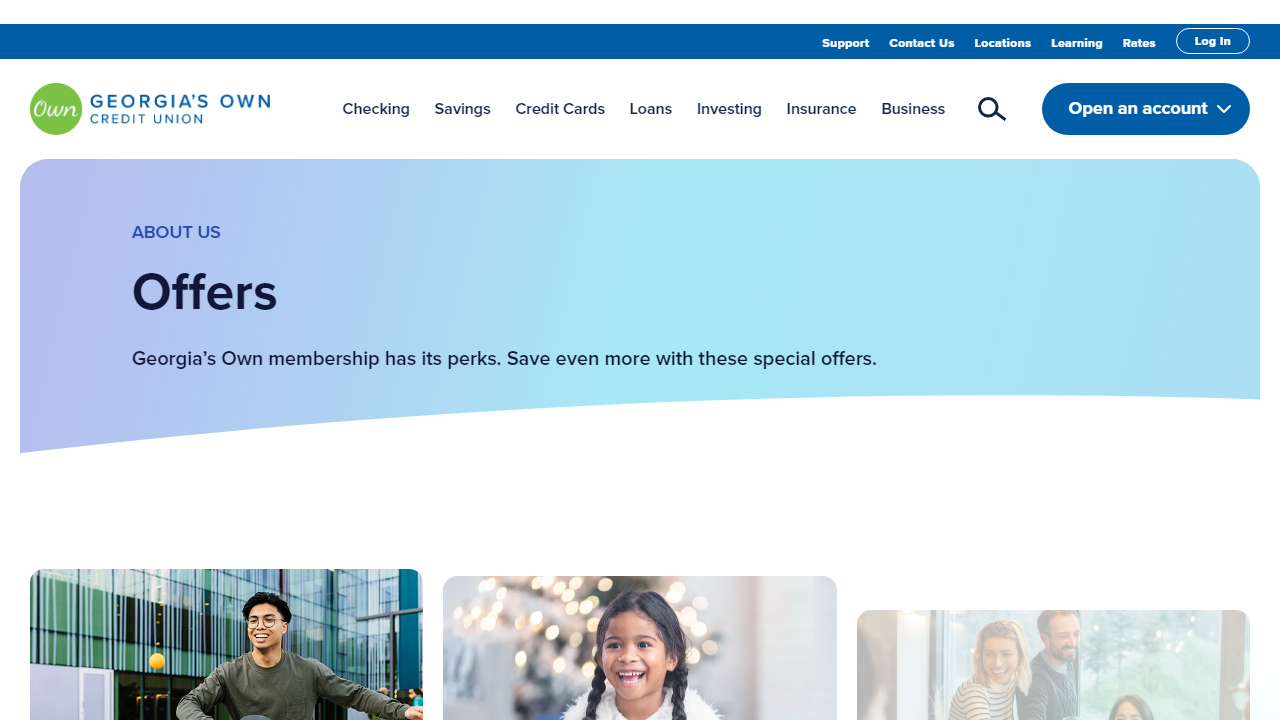 Support Contact Us Locations Learning Rates Log In
Own GEORGIA'S OWN
CREDIT UNION
Checking Savings Credit Cards Loans Investing Insurance Business Open an account
ABOUT US
Offers
Georgia’s Own membership has its perks. Save even more with these special offers.